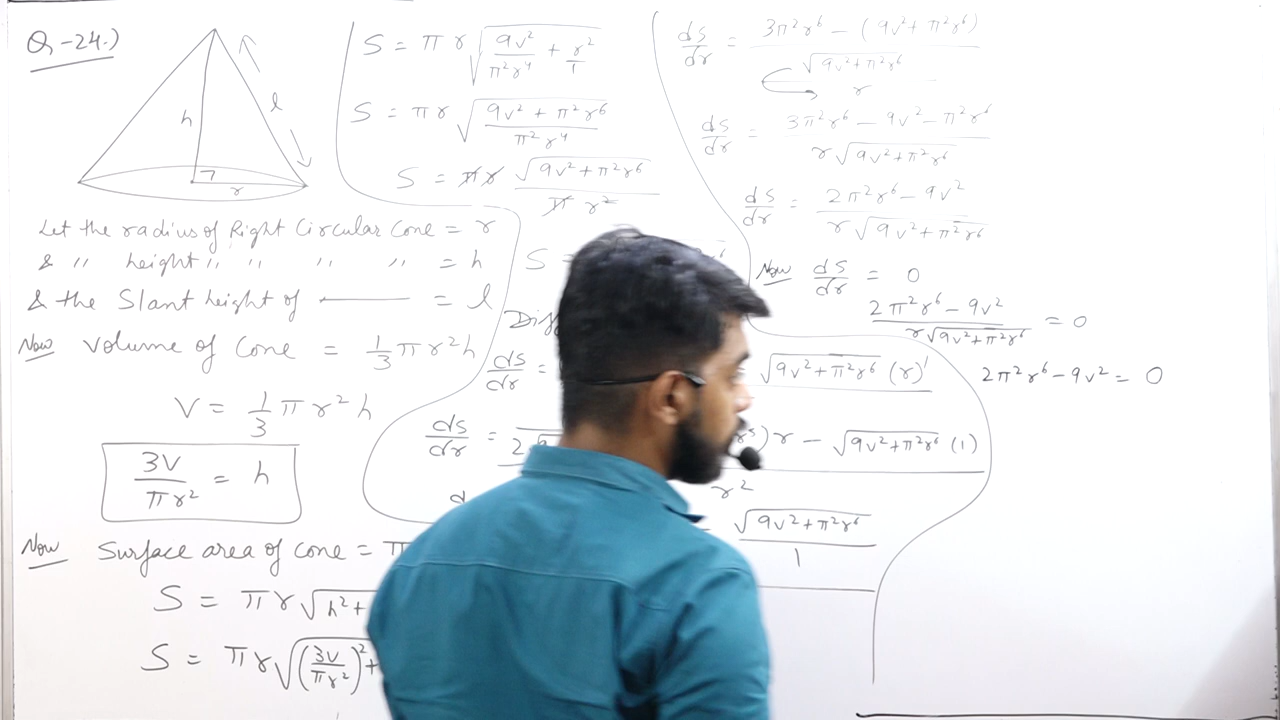 Q-24.)
h
l
r
Let the radius of Right Circular Cone = r
& " height " " " " = h
& the Slant height of ——— = l
Now Volume of Cone = 1/3 πr²h
V = 1/3 π r² h
3V/πr² = h
Now Surface area of cone = π
S = πr√(h²+
S = πr√((3V/πr²)²+
S = πr √(9v²/π²r⁴ + r²/1)
S = πr √((9v² + π²r⁶)/π²r⁴)
S = πr √(9v²+π²r⁶)/π r²
S =
Diff
ds/dr = √(9v²+π²r⁶) (r)'
ds/dr = 2√ r⁵)r - √(9v²+π²r⁶) (1)
r²
d √(9v²+π²r⁶)/1
ds/dr = (3π²r⁶ - (9v²+π²r⁶)) / √(9v²+π²r⁶)
r
ds/dr = (3π²r⁶ - 9v² - π²r⁶) / r√(9v²+π²r⁶)
ds/dr = (2π²r⁶ - 9v²) / r√(9v²+π²r⁶)
Now ds/dr = 0
(2π²r⁶ - 9v²) / r√(9v²+π²r⁶) = 0
2π²r⁶ - 9v² = 0